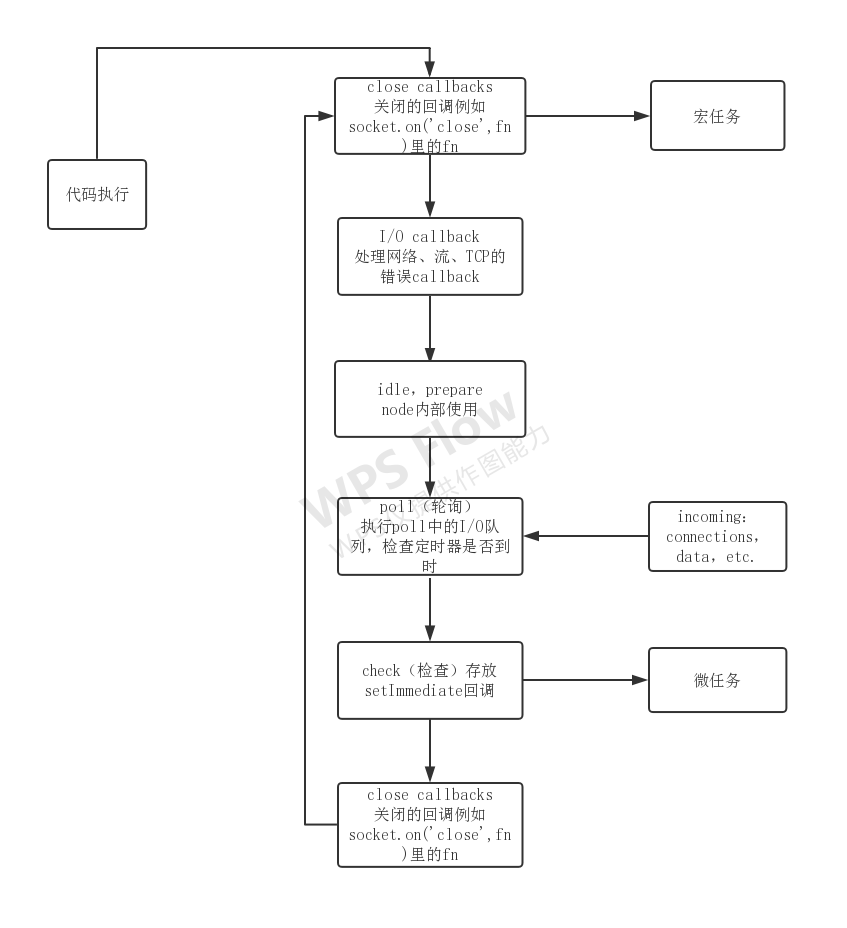 close callbacks
关闭的回调例如
socket.on('close',fn
)里的fn
宏任务
代码执行
I/O callback
处理网络、流、TCP的
错误callback
idle，prepare
node内部使用
poll（轮询）
执行poll中的I/O队
列，检查定时器是否到
时
incoming：
connections，
data，etc.
check（检查）存放
setImmediate回调
微任务
close callbacks
关闭的回调例如
socket.on('close',fn
)里的fn
WPS Flow
WPS仅提供作图能力